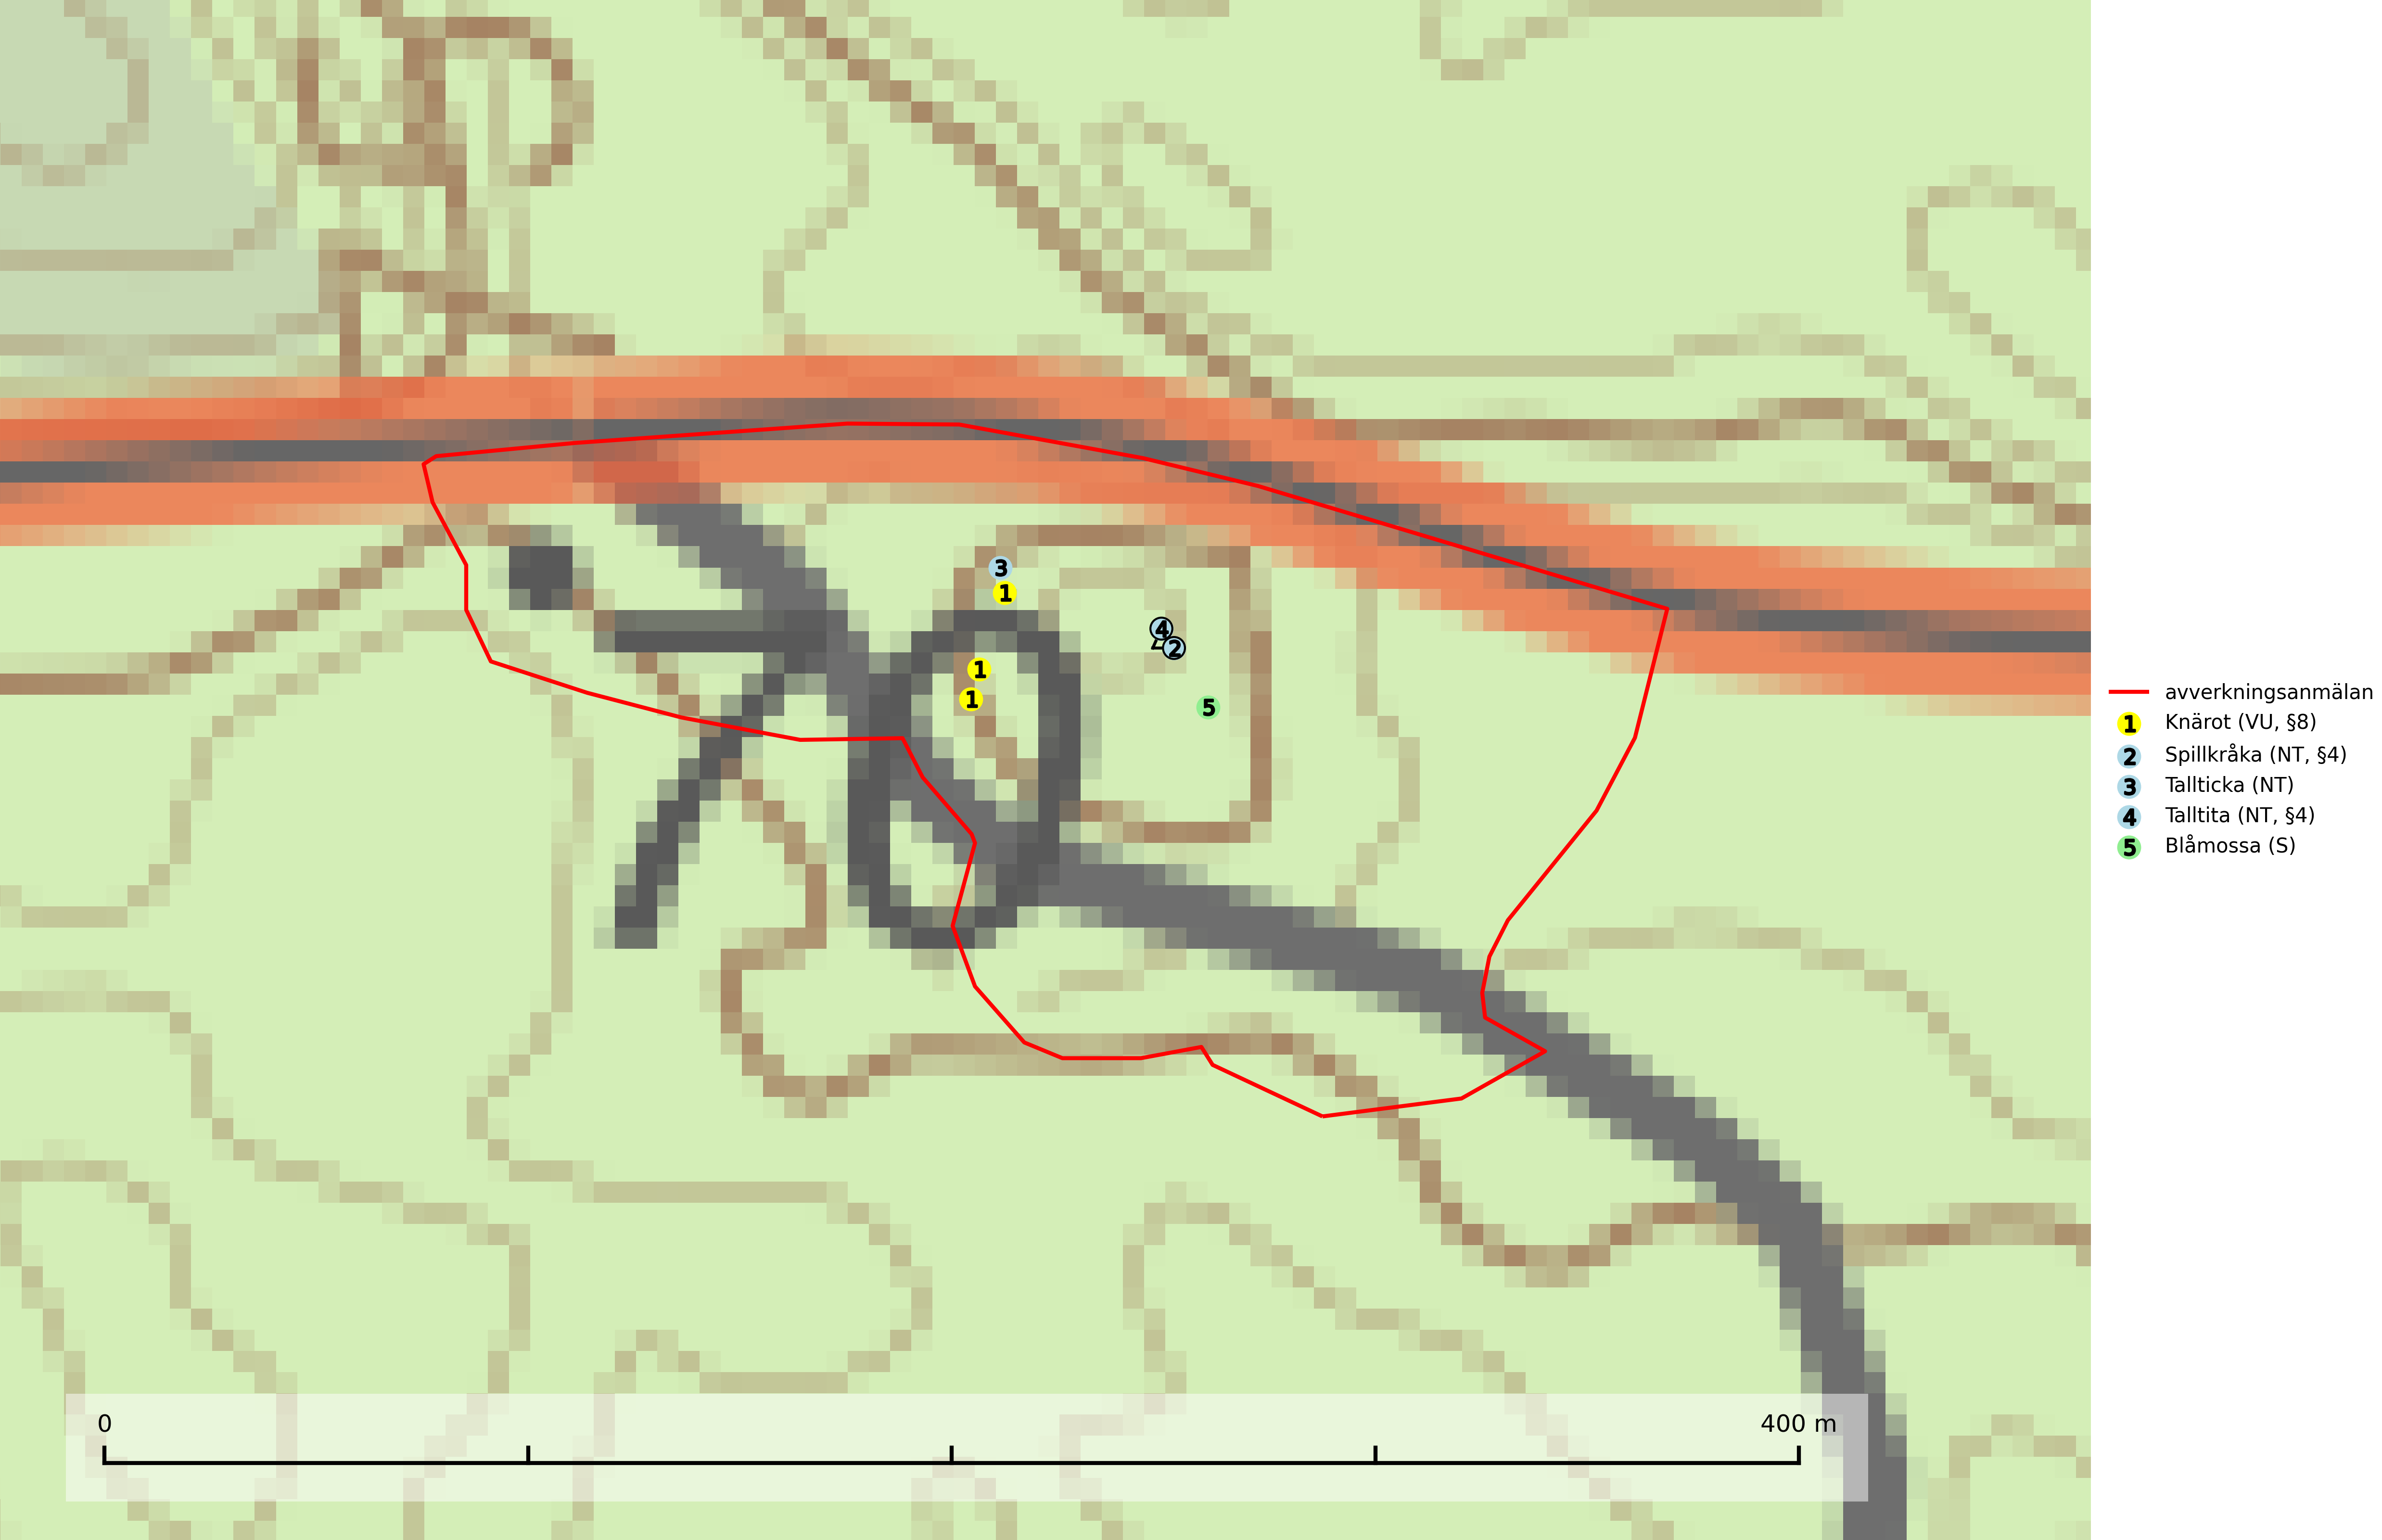 3
1
4
2
1
1
5
avverkningsanmälan
1 Knärot (VU, §8)
2 Spillkråka (NT, §4)
3 Tallticka (NT)
4 Talltita (NT, §4)
5 Blåmossa (S)
0 400 m